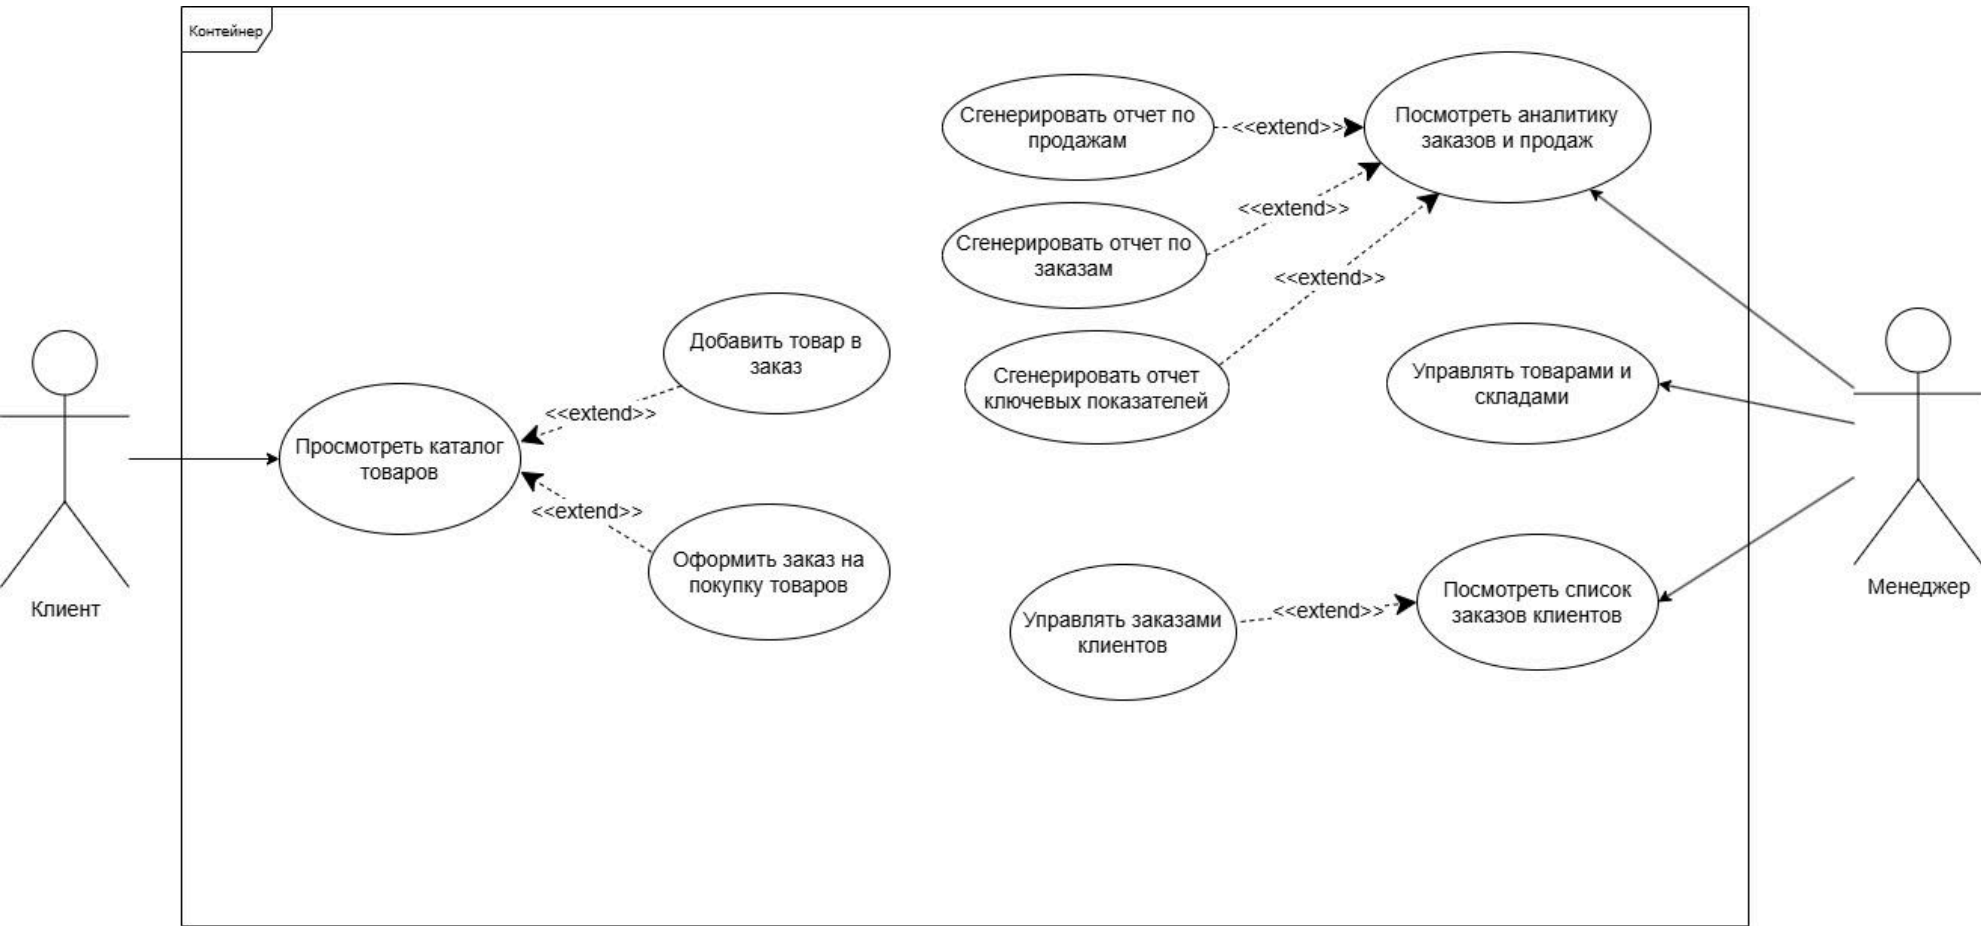 Контейнер
Сгенерировать отчет по
продажам
<<extend>>
Посмотреть аналитику
заказов и продаж
<<extend>>
Сгенерировать отчет по
заказам
<<extend>>
Добавить товар в
заказ
Сгенерировать отчет
ключевых показателей
Управлять товарами и
складами
<<extend>>
Просмотреть каталог
товаров
<<extend>>
Оформить заказ на
покупку товаров
Клиент
Управлять заказами
клиентов
<<extend>>
Посмотреть список
заказов клиентов
Менеджер